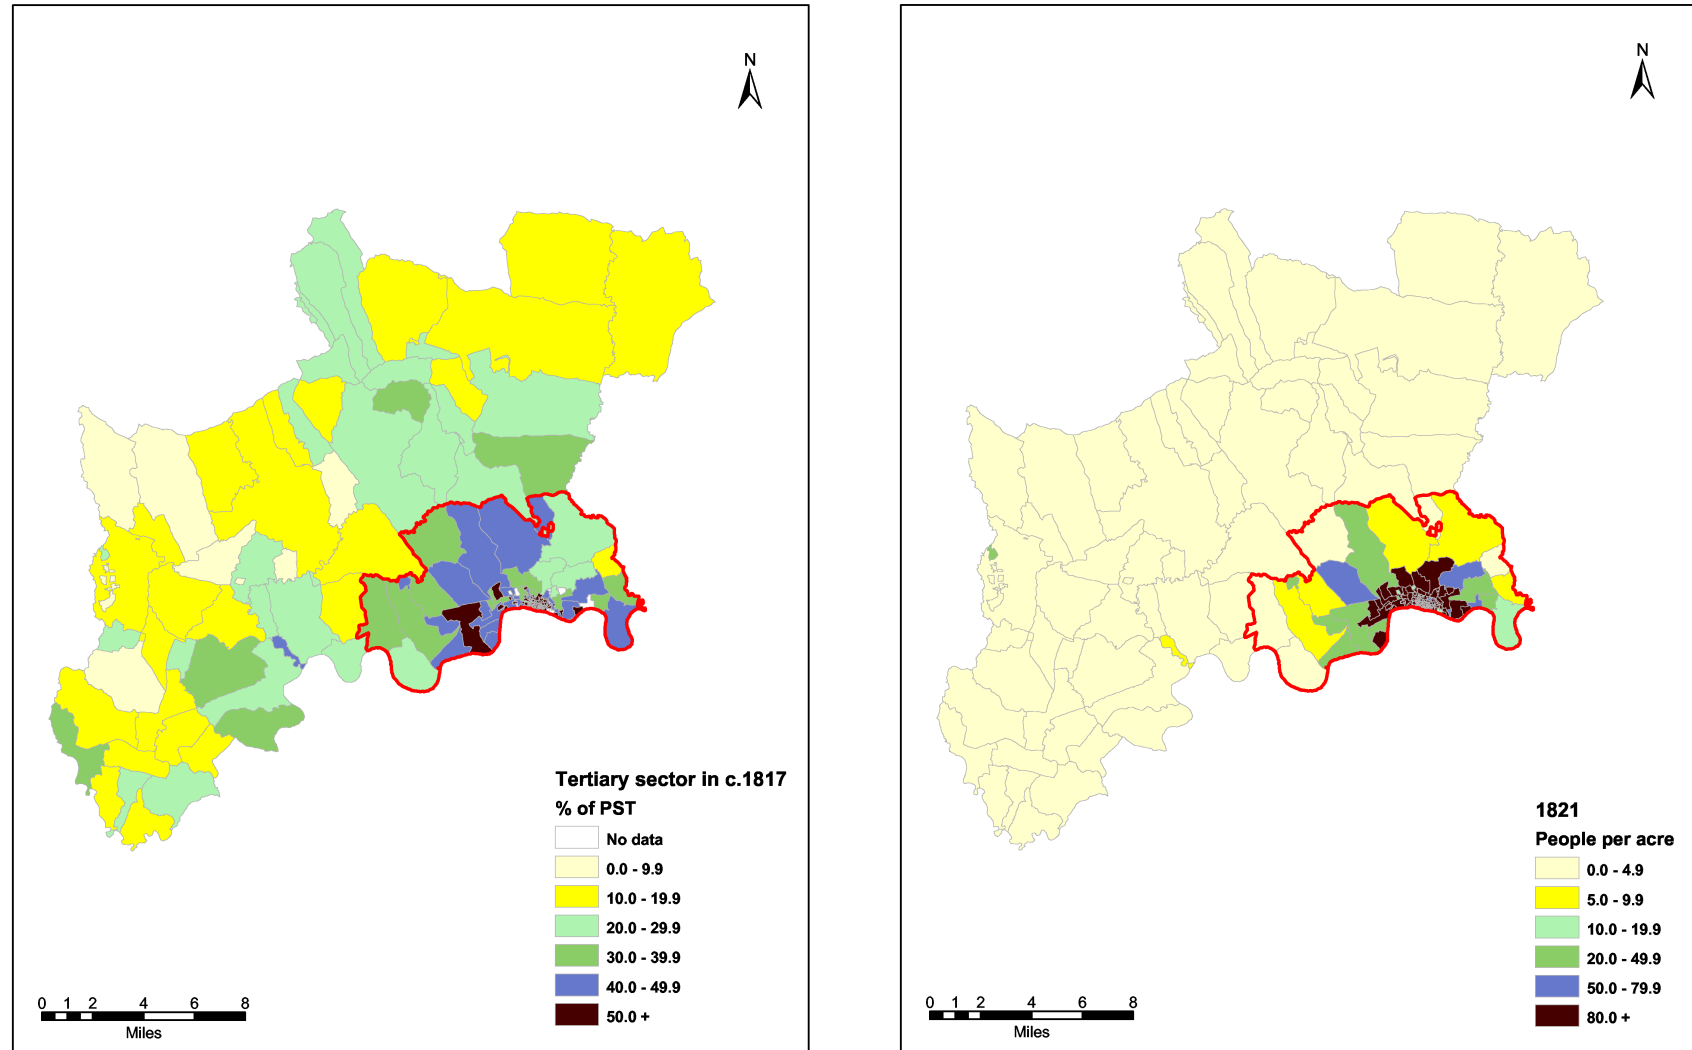 N
Tertiary sector in c.1817
% of PST
No data
0.0 - 9.9
10.0 - 19.9
20.0 - 29.9
30.0 - 39.9
40.0 - 49.9
50.0 +
0 1 2 4 6 8
Miles
N
1821
People per acre
0.0 - 4.9
5.0 - 9.9
10.0 - 19.9
20.0 - 49.9
50.0 - 79.9
80.0 +
0 1 2 4 6 8
Miles